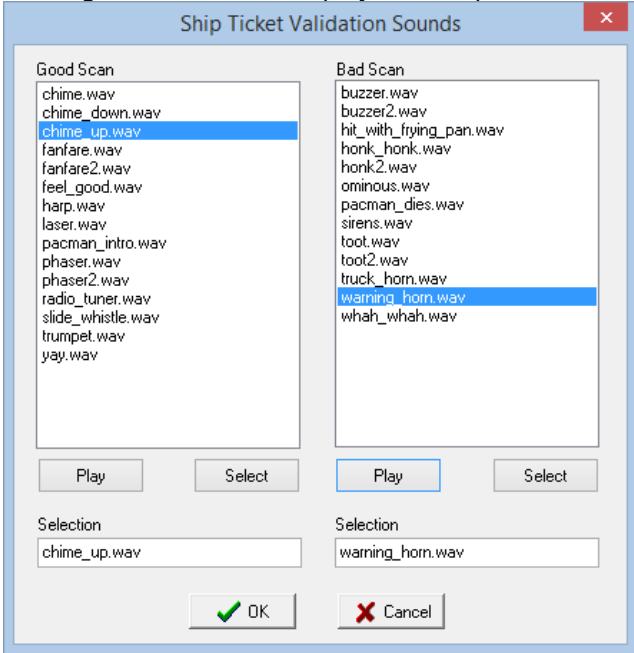 Ship Ticket Validation Sounds
Good Scan
chime.wav
chime_down.wav
chime_up.wav
fanfare.wav
fanfare2.wav
feel_good.wav
harp.wav
laser.wav
pacman_intro.wav
phaser.wav
phaser2.wav
radio_tuner.wav
slide_whistle.wav
trumpet.wav
yay.wav
Play
Select
Selection
chime_up.wav
Bad Scan
buzzer.wav
buzzer2.wav
hit_with_frying_pan.wav
honk_honk.wav
honk2.wav
ominous.wav
pacman_dies.wav
sirens.wav
toot.wav
toot2.wav
truck_horn.wav
warning_horn.wav
whah_whah.wav
Play
Select
Selection
warning_horn.wav
OK
Cancel